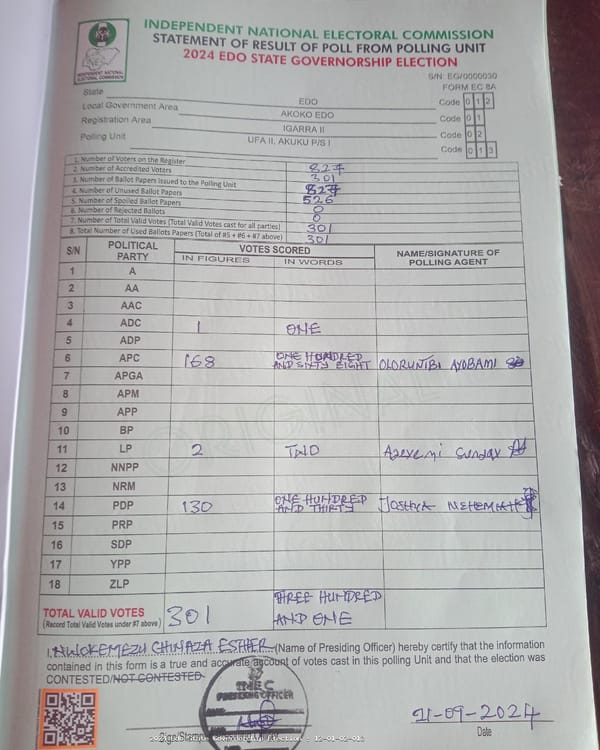 INDEPENDENT NATIONAL ELECTORAL COMMISSION
STATEMENT OF RESULT OF POLL FROM POLLING UNIT
2024 EDO STATE GOVERNORSHIP ELECTION
INDEPENDENT NATIONAL ELECTORAL COMMISSION
S/N: EG/0000030
FORM EC 8A
State EDO Code 0 1 2
Local Government Area AKOKO EDO Code 0 1
Registration Area IGARRA II Code 0 2
Polling Unit UFA II, AKUKU P/S I Code 0 1 3
1. Number of Voters on the Register 827
2. Number of Accredited Voters 301
3. Number of Ballot Papers Issued to the Polling Unit 827
4. Number of Unused Ballot Papers 526
5. Number of Spoiled Ballot Papers 0
6. Number of Rejected Ballots 0
7. Number of Total Valid Votes (Total Valid Votes cast for all parties) 301
8. Total Number of Used Ballots Papers (Total of #5 + #6 + #7 above) 301
S/N POLITICAL PARTY VOTES SCORED NAME/SIGNATURE OF POLLING AGENT
IN FIGURES IN WORDS
1 A
2 AA
3 AAC
4 ADC 1 ONE
5 ADP
6 APC 168 ONE HUNDRED AND SIXTY EIGHT OLORUNTOBI AYOBAMI
7 APGA
8 APM
9 APP
10 BP
11 LP 2 TWO Adeyemi Sunday
12 NNPP
13 NRM
14 PDP 130 ONE HUNDRED AND THIRTY JOSHUA NEHEMIAH
15 PRP
16 SDP
17 YPP
18 ZLP
ORIGINAL
TOTAL VALID VOTES 301 THREE HUNDRED AND ONE
(Record Total Valid Votes under #7 above)
I, NWOKEMEZU CHINAZA ESTHER (Name of Presiding Officer) hereby certify that the information
contained in this form is a true and accurate account of votes cast in this polling Unit and that the election was
CONTESTED/NOT CONTESTED.
INEC
PRESIDING OFFICER
21-09-2024
Date